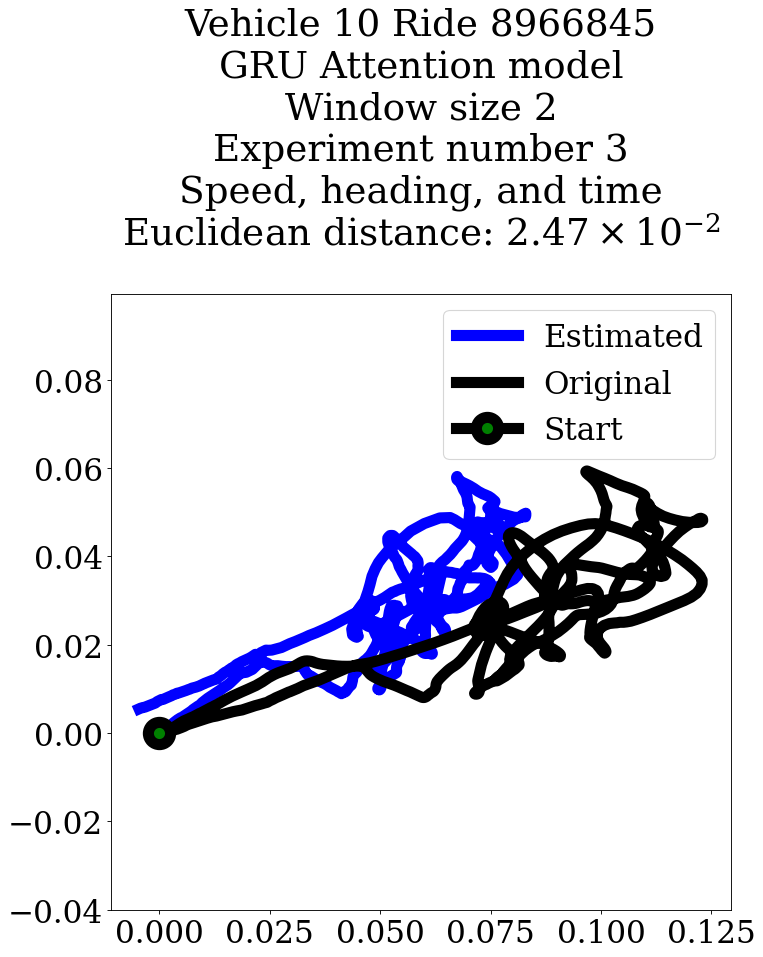 Vehicle 10 Ride 8966845
GRU Attention model
Window size 2
Experiment number 3
Speed, heading, and time
Euclidean distance: 2.47 × 10⁻²
Estimated
Original
Start
0.08
0.06
0.04
0.02
0.00
−0.02
−0.04
0.000 0.025 0.050 0.075 0.100 0.125